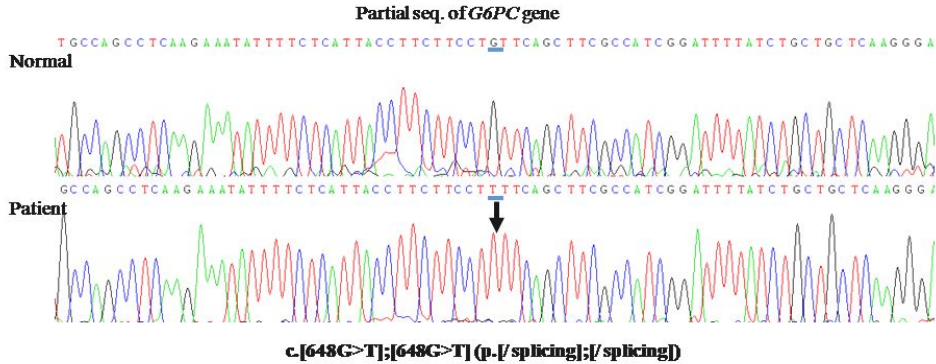 Partial seq. of G6PC gene
TGCCAGCCTCAAGAAATATTTTCTCATTACCTTCTTCCTGTTCAGCTTCGCCATCGGATTTTATCTGCTGCTCAAGGGA
Normal
GCCAGCCTCAAGAAATATTTTCTCATTACCTTCTTCCTTTTCAGCTTCGCCATCGGATTTTATCTGCTGCTCAAGGGA
Patient
c.[648G>T];[648G>T] (p.[/splicing];[/splicing])